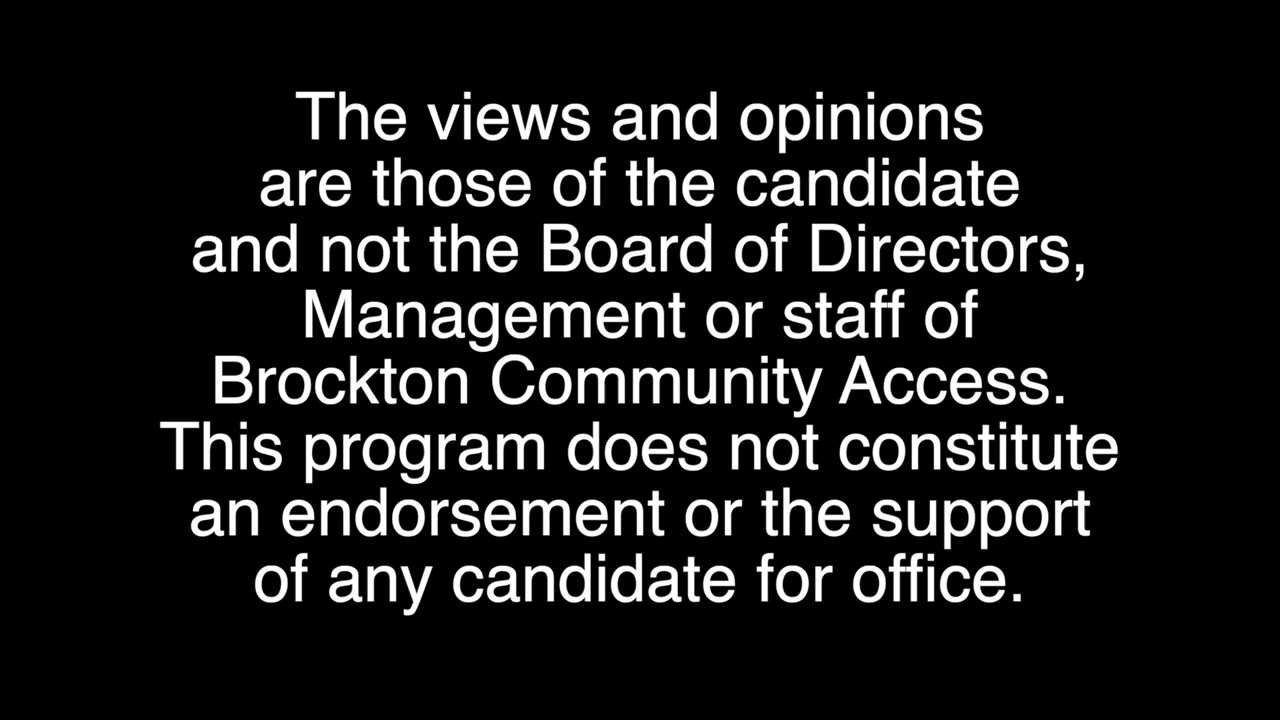 The views and opinions
are those of the candidate
and not the Board of Directors,
Management or staff of
Brockton Community Access.
This program does not constitute
an endorsement or the support
of any candidate for office.